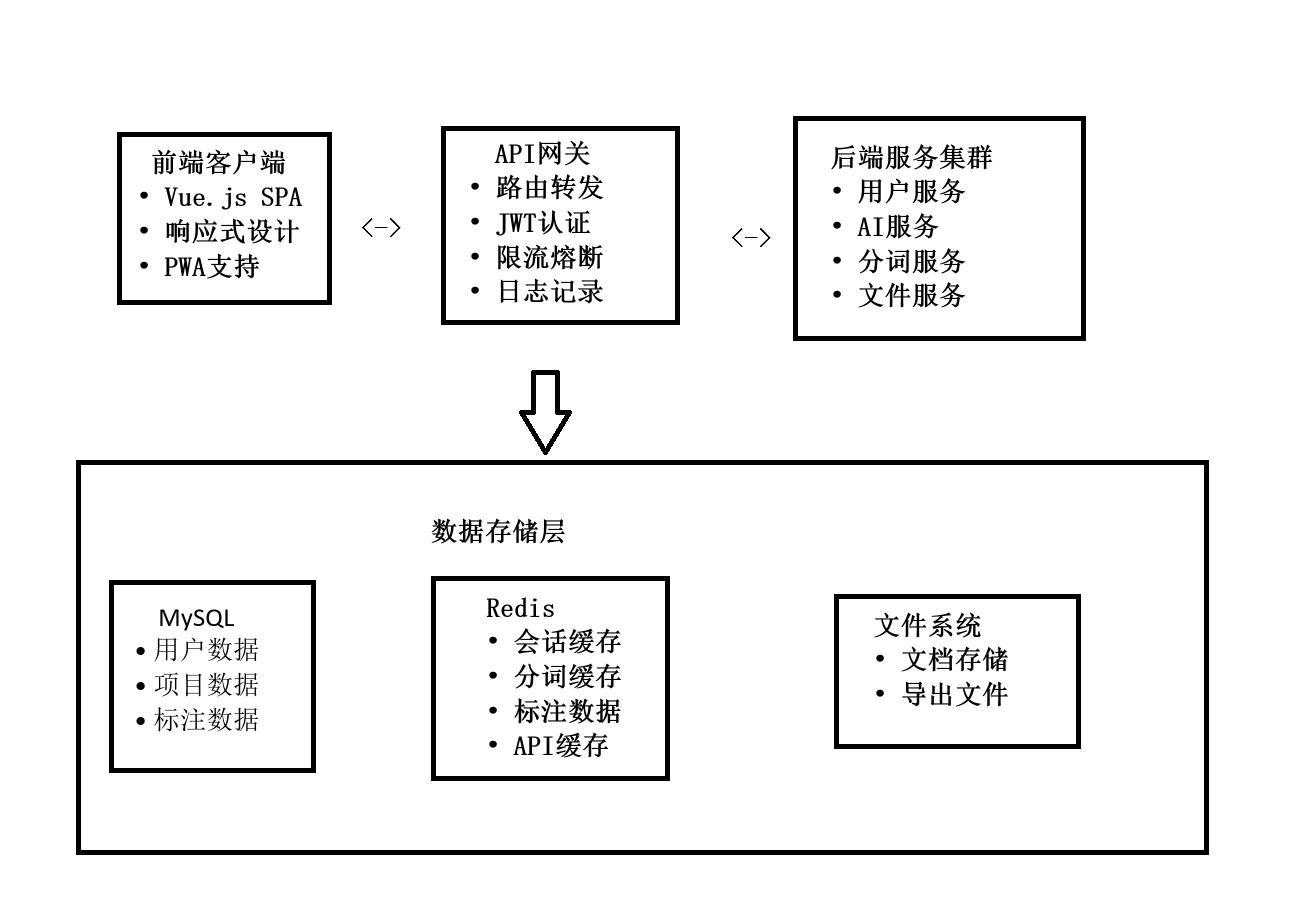 前端客户端
• Vue.js SPA
• 响应式设计
• PWA支持
<->
API网关
• 路由转发
• JWT认证
• 限流熔断
• 日志记录
<->
后端服务集群
• 用户服务
• AI服务
• 分词服务
• 文件服务
数据存储层
MySQL
• 用户数据
• 项目数据
• 标注数据
Redis
• 会话缓存
• 分词缓存
• 标注数据
• API缓存
文件系统
• 文档存储
• 导出文件